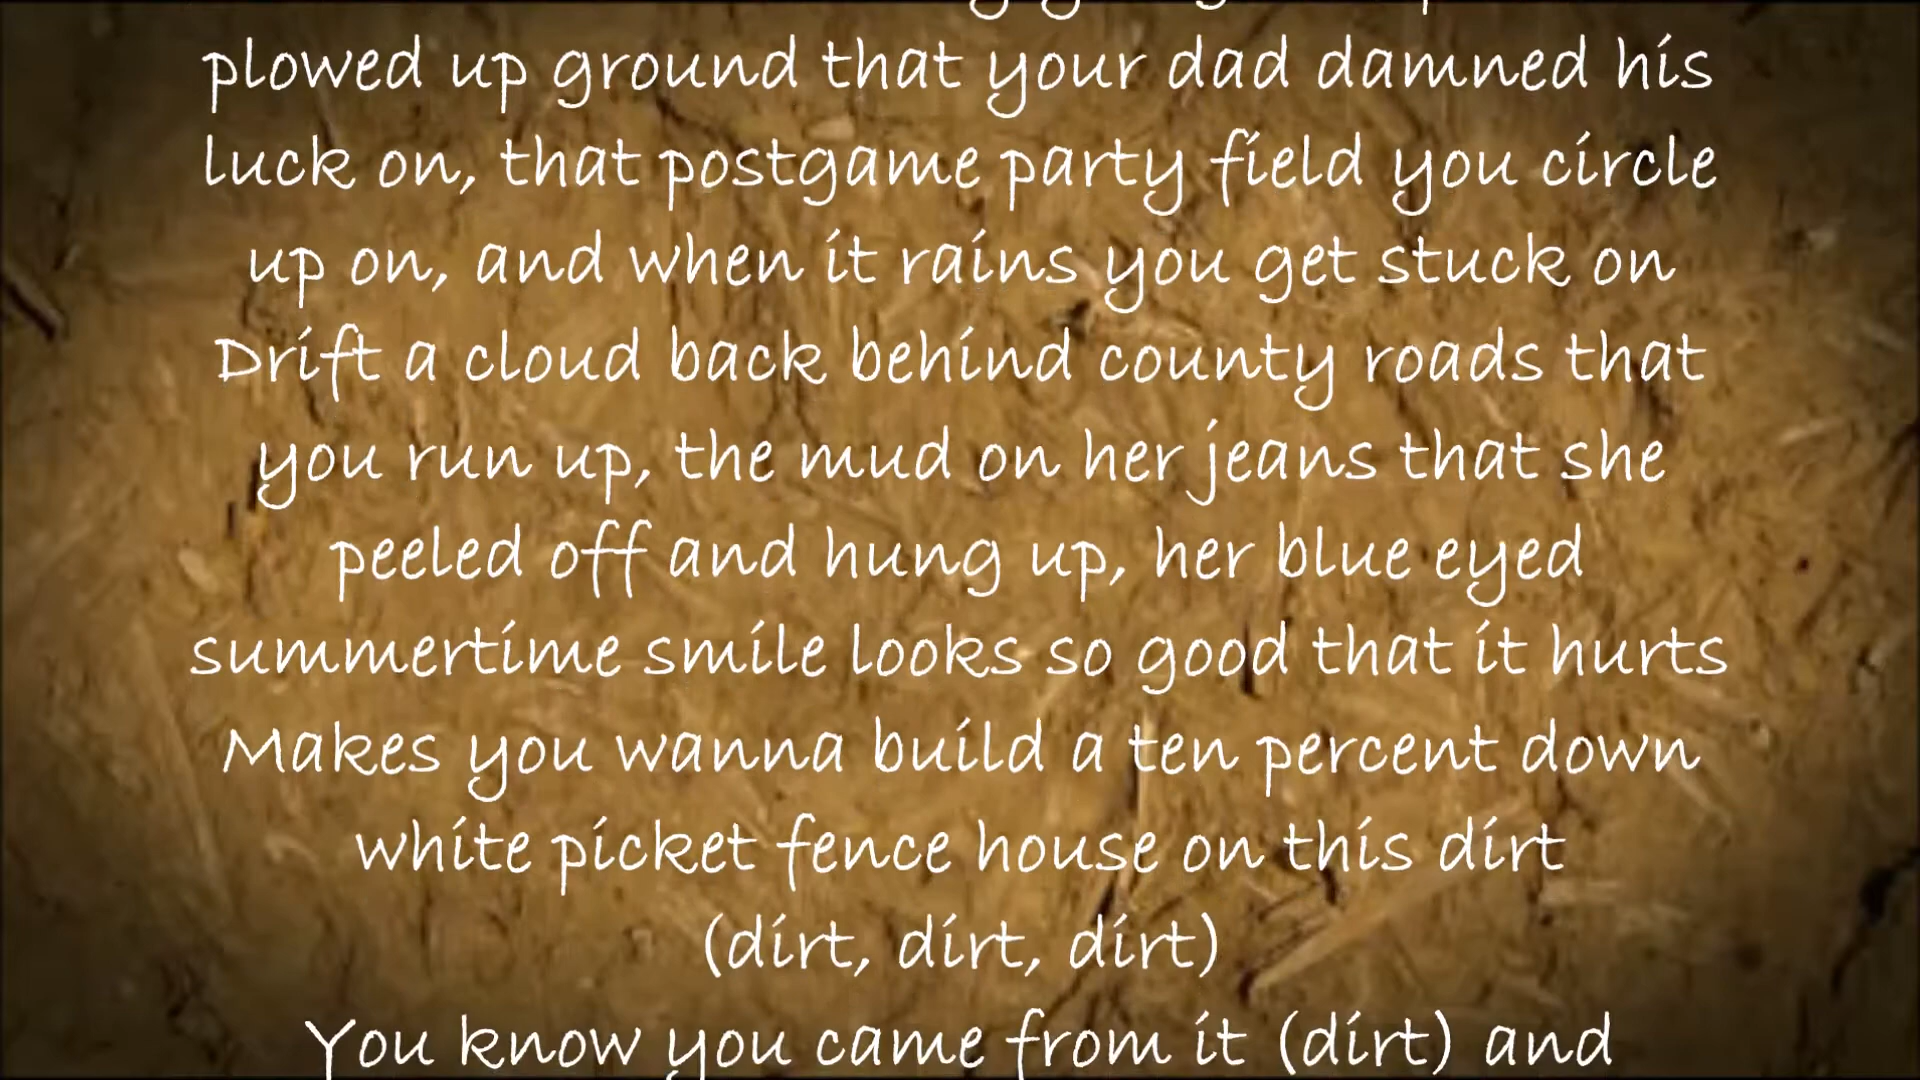 plowed up ground that your dad damned his
luck on, that postgame party field you circle
up on, and when it rains you get stuck on
Drift a cloud back behind county roads that
you run up, the mud on her jeans that she
peeled off and hung up, her blue eyed
summertime smile looks so good that it hurts
Makes you wanna build a ten percent down
white picket fence house on this dirt
(dirt, dirt, dirt)
You know you came from it (dirt) and